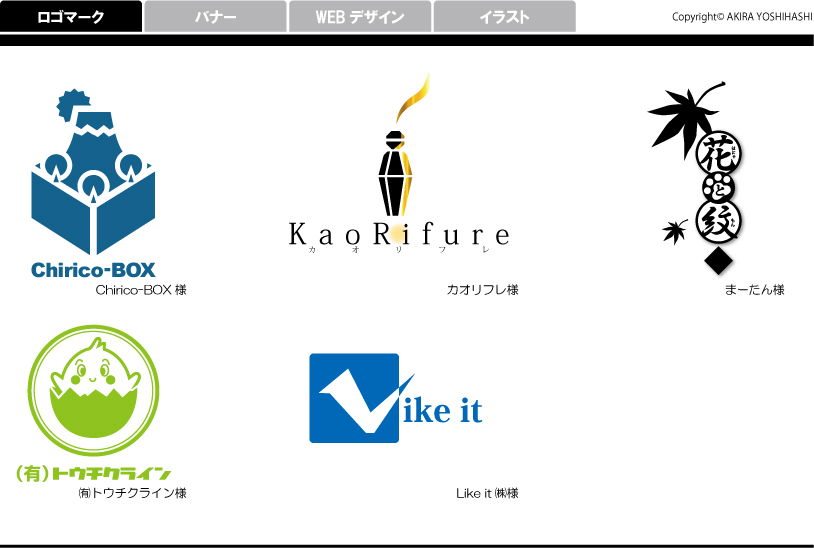 ロゴマーク
バナー
WEB デザイン
イラスト
Copyright© AKIRA YOSHIHASHI
Chirico-BOX
Chirico-BOX 様
KaoRifure
カオリフレ
カオリフレ様
花
と
紋
まーたん様
(有)トウチクライン
㈲トウチクライン様
ike it
Like it ㈱様